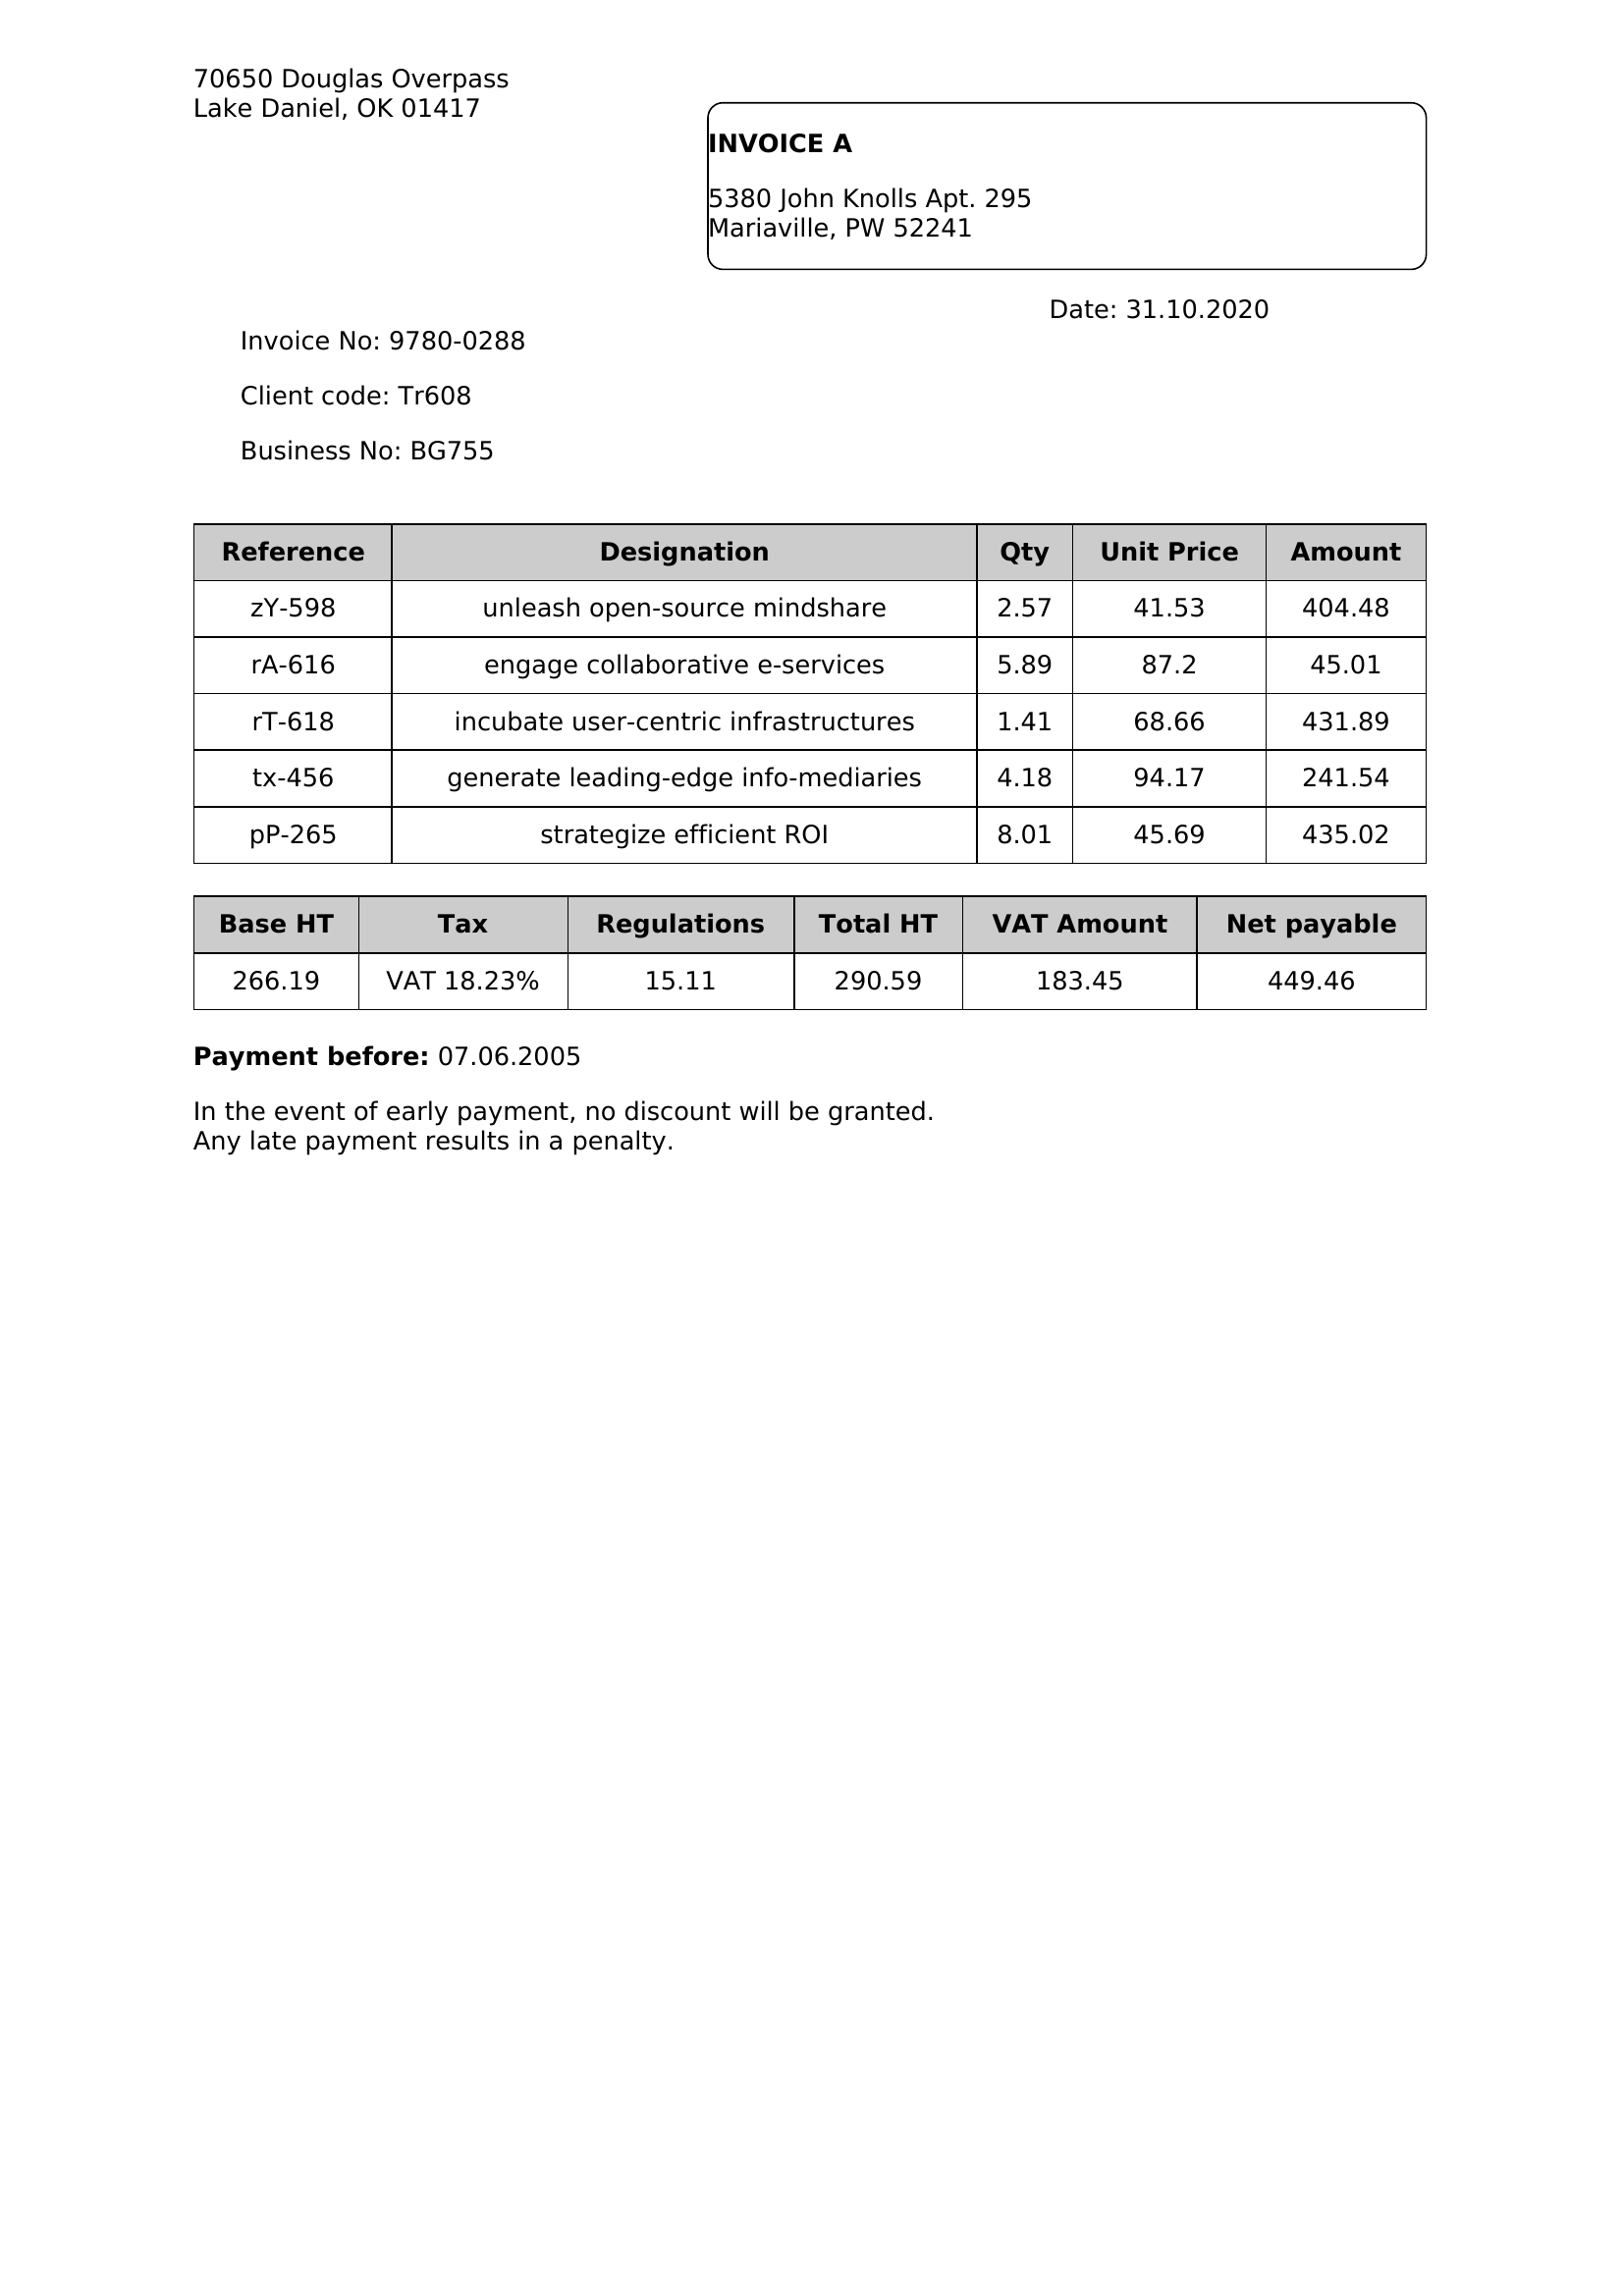 70650 Douglas Overpass
Lake Daniel, OK 01417
INVOICE A
5380 John Knolls Apt. 295
Mariaville, PW 52241
Date: 31.10.2020
Invoice No: 9780-0288
Client code: Tr608
Business No: BG755
Reference Designation Qty Unit Price Amount
zY-598 unleash open-source mindshare 2.57 41.53 404.48
rA-616 engage collaborative e-services 5.89 87.2 45.01
rT-618 incubate user-centric infrastructures 1.41 68.66 431.89
tx-456 generate leading-edge info-mediaries 4.18 94.17 241.54
pP-265 strategize efficient ROI 8.01 45.69 435.02
Base HT Tax Regulations Total HT VAT Amount Net payable
266.19 VAT 18.23% 15.11 290.59 183.45 449.46
Payment before: 07.06.2005
In the event of early payment, no discount will be granted.
Any late payment results in a penalty.